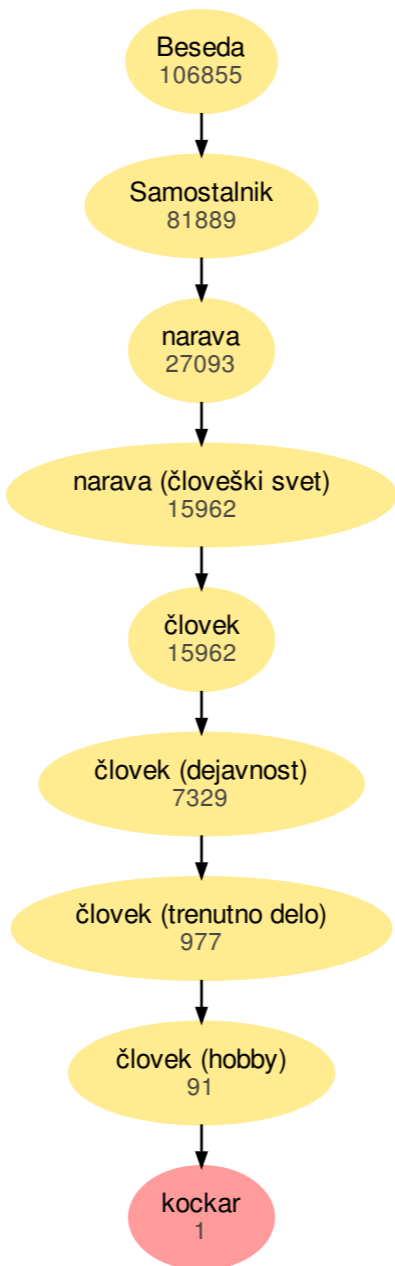 Beseda
106855
Samostalnik
81889
narava
27093
narava (človeški svet)
15962
človek
15962
človek (dejavnost)
7329
človek (trenutno delo)
977
človek (hobby)
91
kockar
1